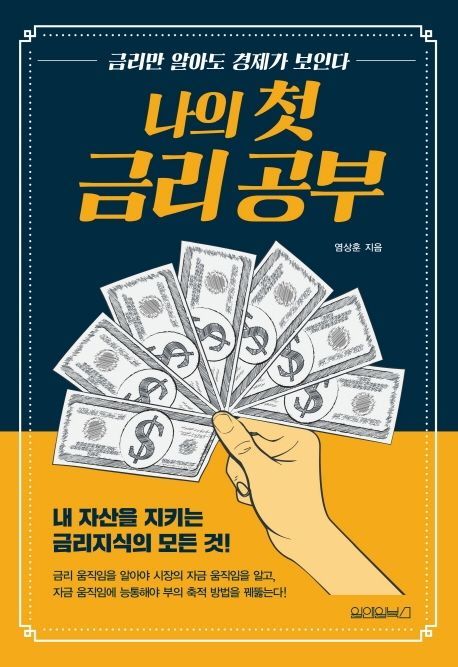 금리만 알아도 경제가 보인다
나의 첫
금리 공부
염상훈 지음
$
$
$
$
$
$
내 자산을 지키는
금리지식의 모든 것!
금리 움직임을 알아야 시장의 자금 움직임을 알고,
자금 움직임에 능통해야 부의 축적 방법을 꿰뚫는다!
원앤원북스